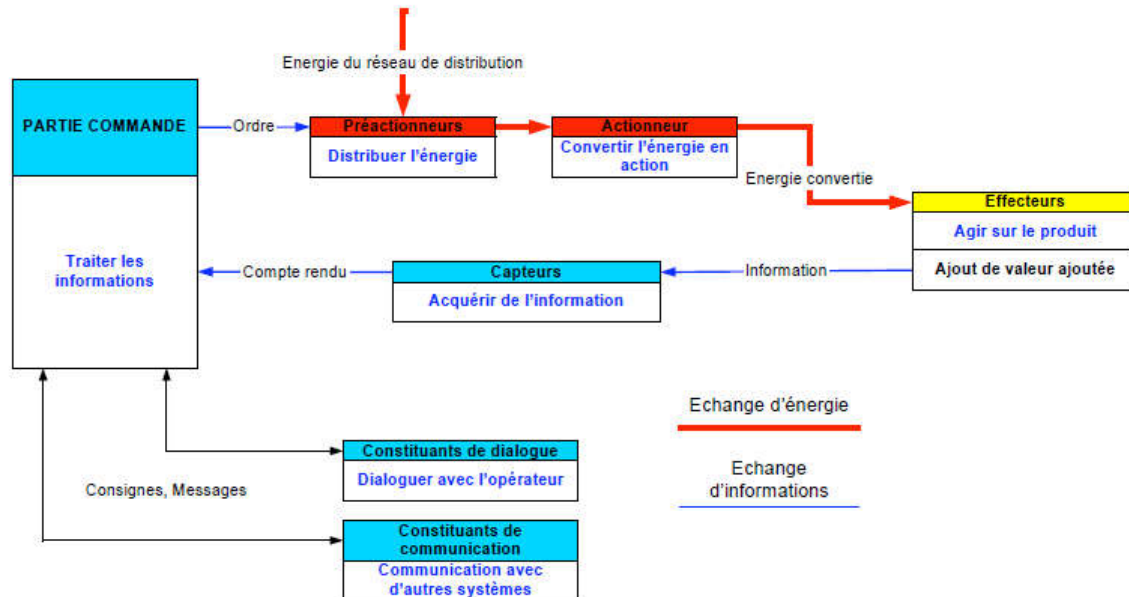 Energie du réseau de distribution
PARTIE COMMANDE
Ordre
Préactionneurs
Distribuer l'énergie
Actionneur
Convertir l'énergie en
action
Energie convertie
Effecteurs
Agir sur le produit
Ajout de valeur ajoutée
Traiter les
informations
Compte rendu
Capteurs
Acquérir de l'information
Information
Echange d'énergie
Echange
d'informations
Consignes, Messages
Constituants de dialogue
Dialoguer avec l'opérateur
Constituants de
communication
Communication avec
d'autres systèmes